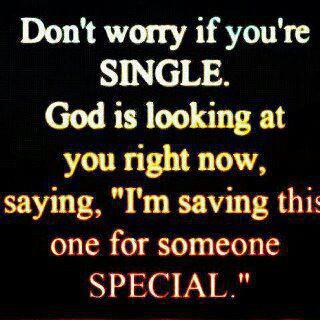 Don't worry if you're
SINGLE.
God is looking at
you right now,
saying, "I'm saving this
one for someone
SPECIAL."